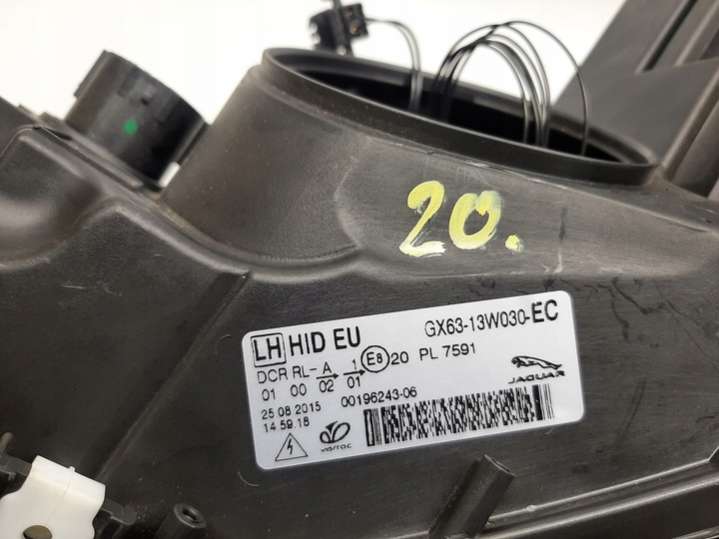 20.
LH HID EU GX63-13W030-EC
DCR RL- A 1 E8 20 PL 7591
01 00 02 01
25 08 2015 00196243-06
14 59.18
JAGUAR